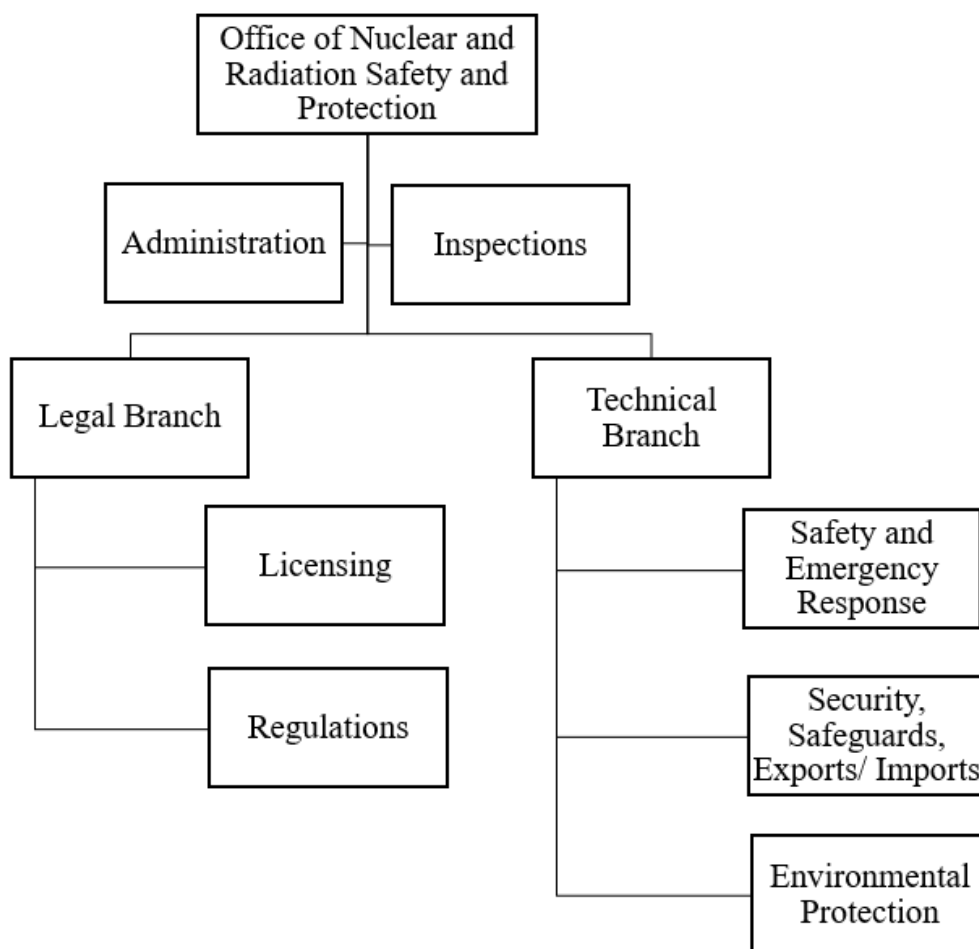 Office of Nuclear and
Radiation Safety and
Protection
Administration
Inspections
Legal Branch
Technical
Branch
Licensing
Regulations
Safety and
Emergency
Response
Security,
Safeguards,
Exports/ Imports
Environmental
Protection